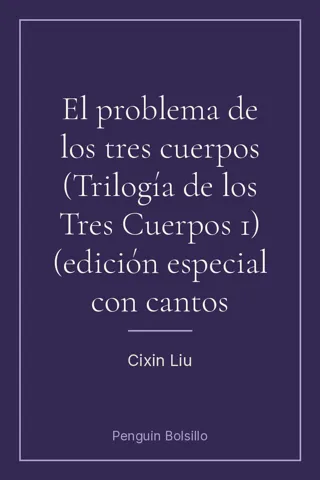 El problema de
los tres cuerpos
(Trilogía de los
Tres Cuerpos 1)
(edición especial
con cantos
Cixin Liu
Penguin Bolsillo